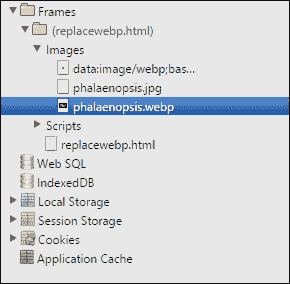 Frames
(replacewebp.html)
Images
data:image/webp;bas...
phalaenopsis.jpg
phalaenopsis.webp
Scripts
replacewebp.html
Web SQL
IndexedDB
Local Storage
Session Storage
Cookies
Application Cache